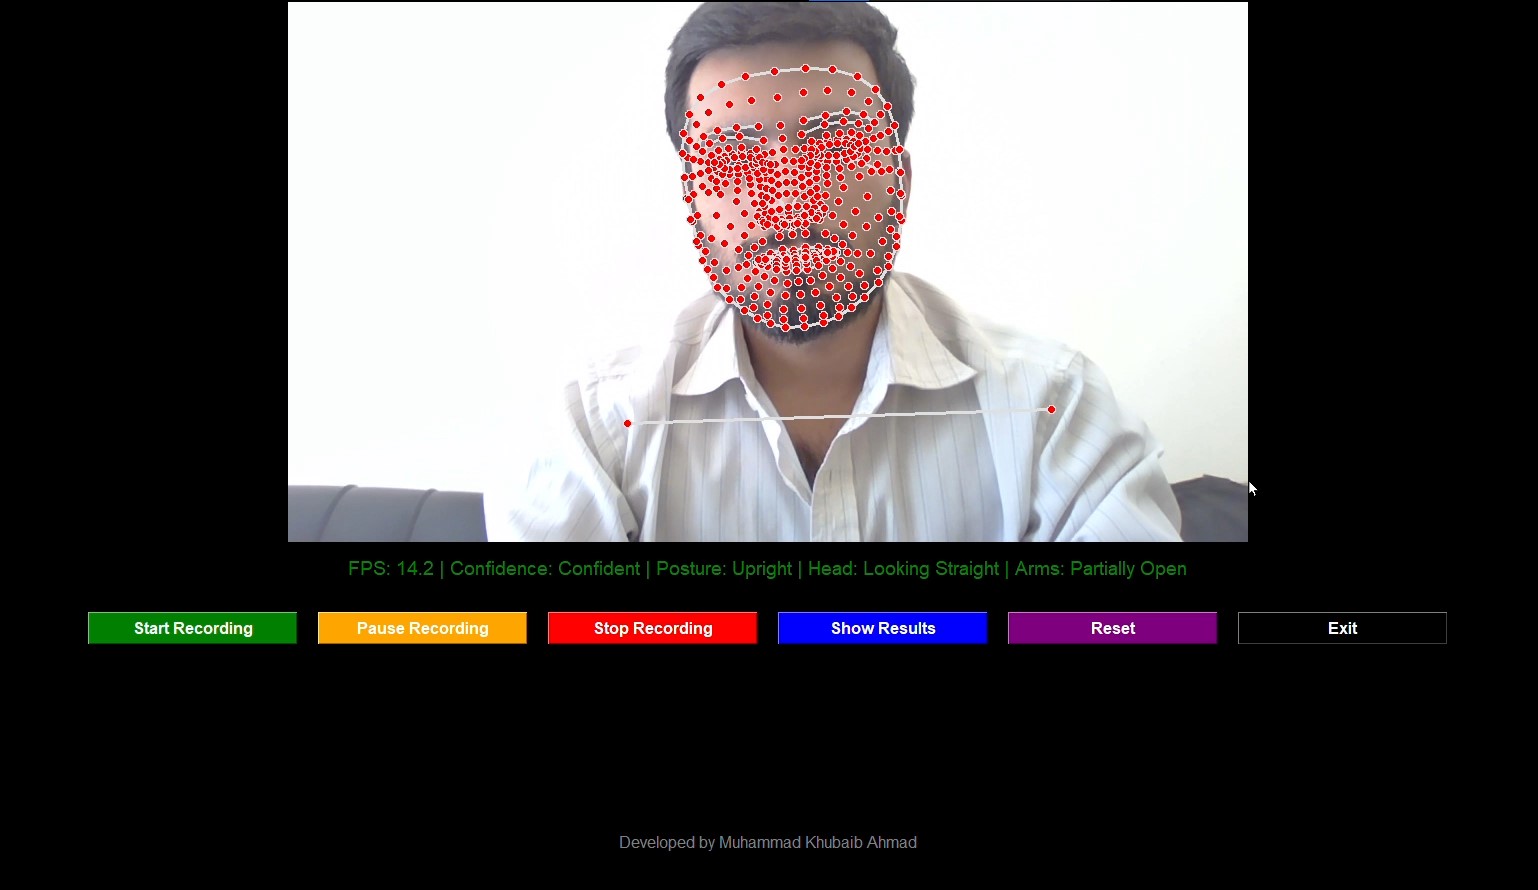 FPS: 14.2 | Confidence: Confident | Posture: Upright | Head: Looking Straight | Arms: Partially Open
Start Recording
Pause Recording
Stop Recording
Show Results
Reset
Exit
Developed by Muhammad Khubaib Ahmad